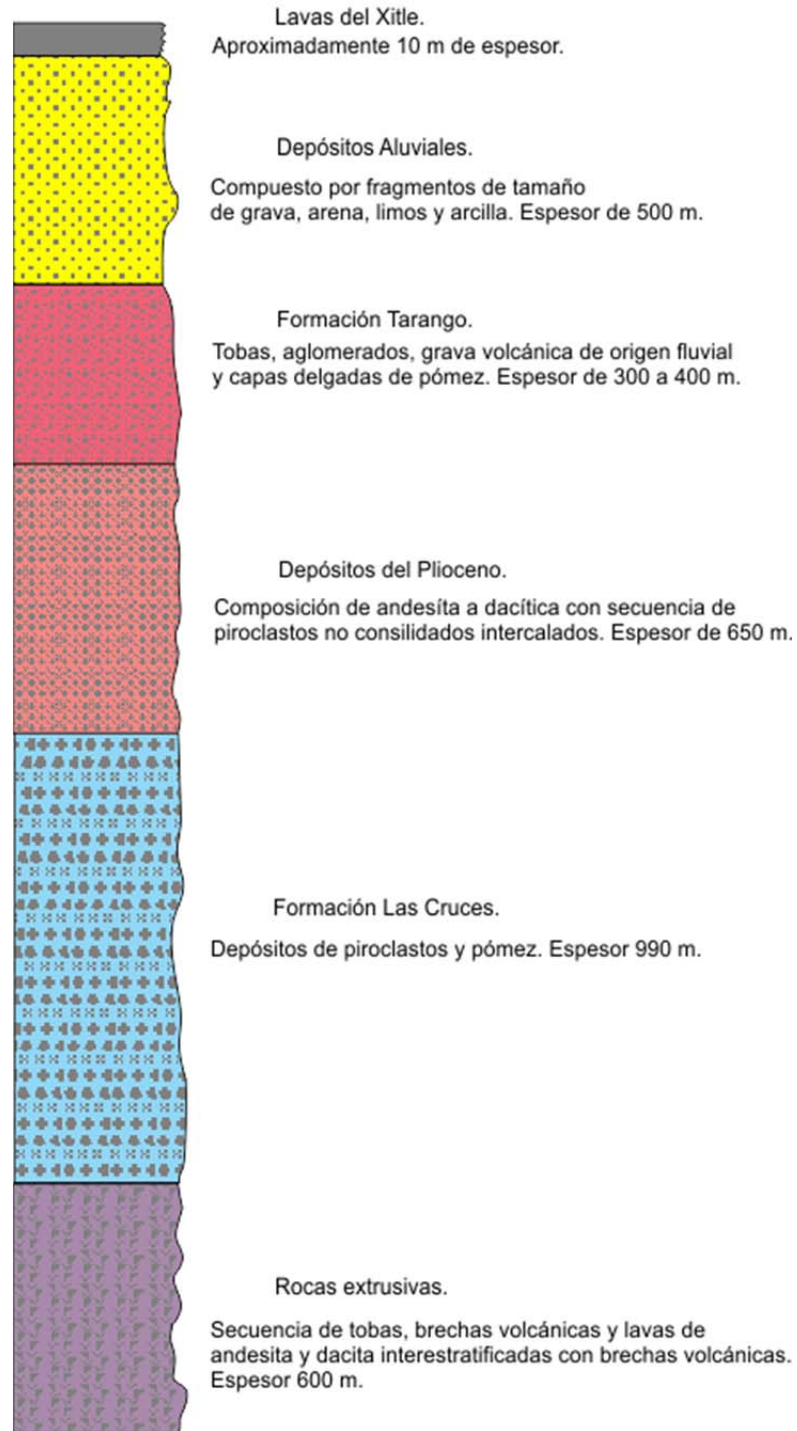 Lavas del Xitle.
Aproximadamente 10 m de espesor.
Depósitos Aluviales.
Compuesto por fragmentos de tamaño
de grava, arena, limos y arcilla. Espesor de 500 m.
Formación Tarango.
Tobas, aglomerados, grava volcánica de origen fluvial
y capas delgadas de pómez. Espesor de 300 a 400 m.
Depósitos del Plioceno.
Composición de andesíta a dacítica con secuencia de
piroclastos no consilidados intercalados. Espesor de 650 m.
Formación Las Cruces.
Depósitos de piroclastos y pómez. Espesor 990 m.
Rocas extrusivas.
Secuencia de tobas, brechas volcánicas y lavas de
andesita y dacita interestratificadas con brechas volcánicas.
Espesor 600 m.